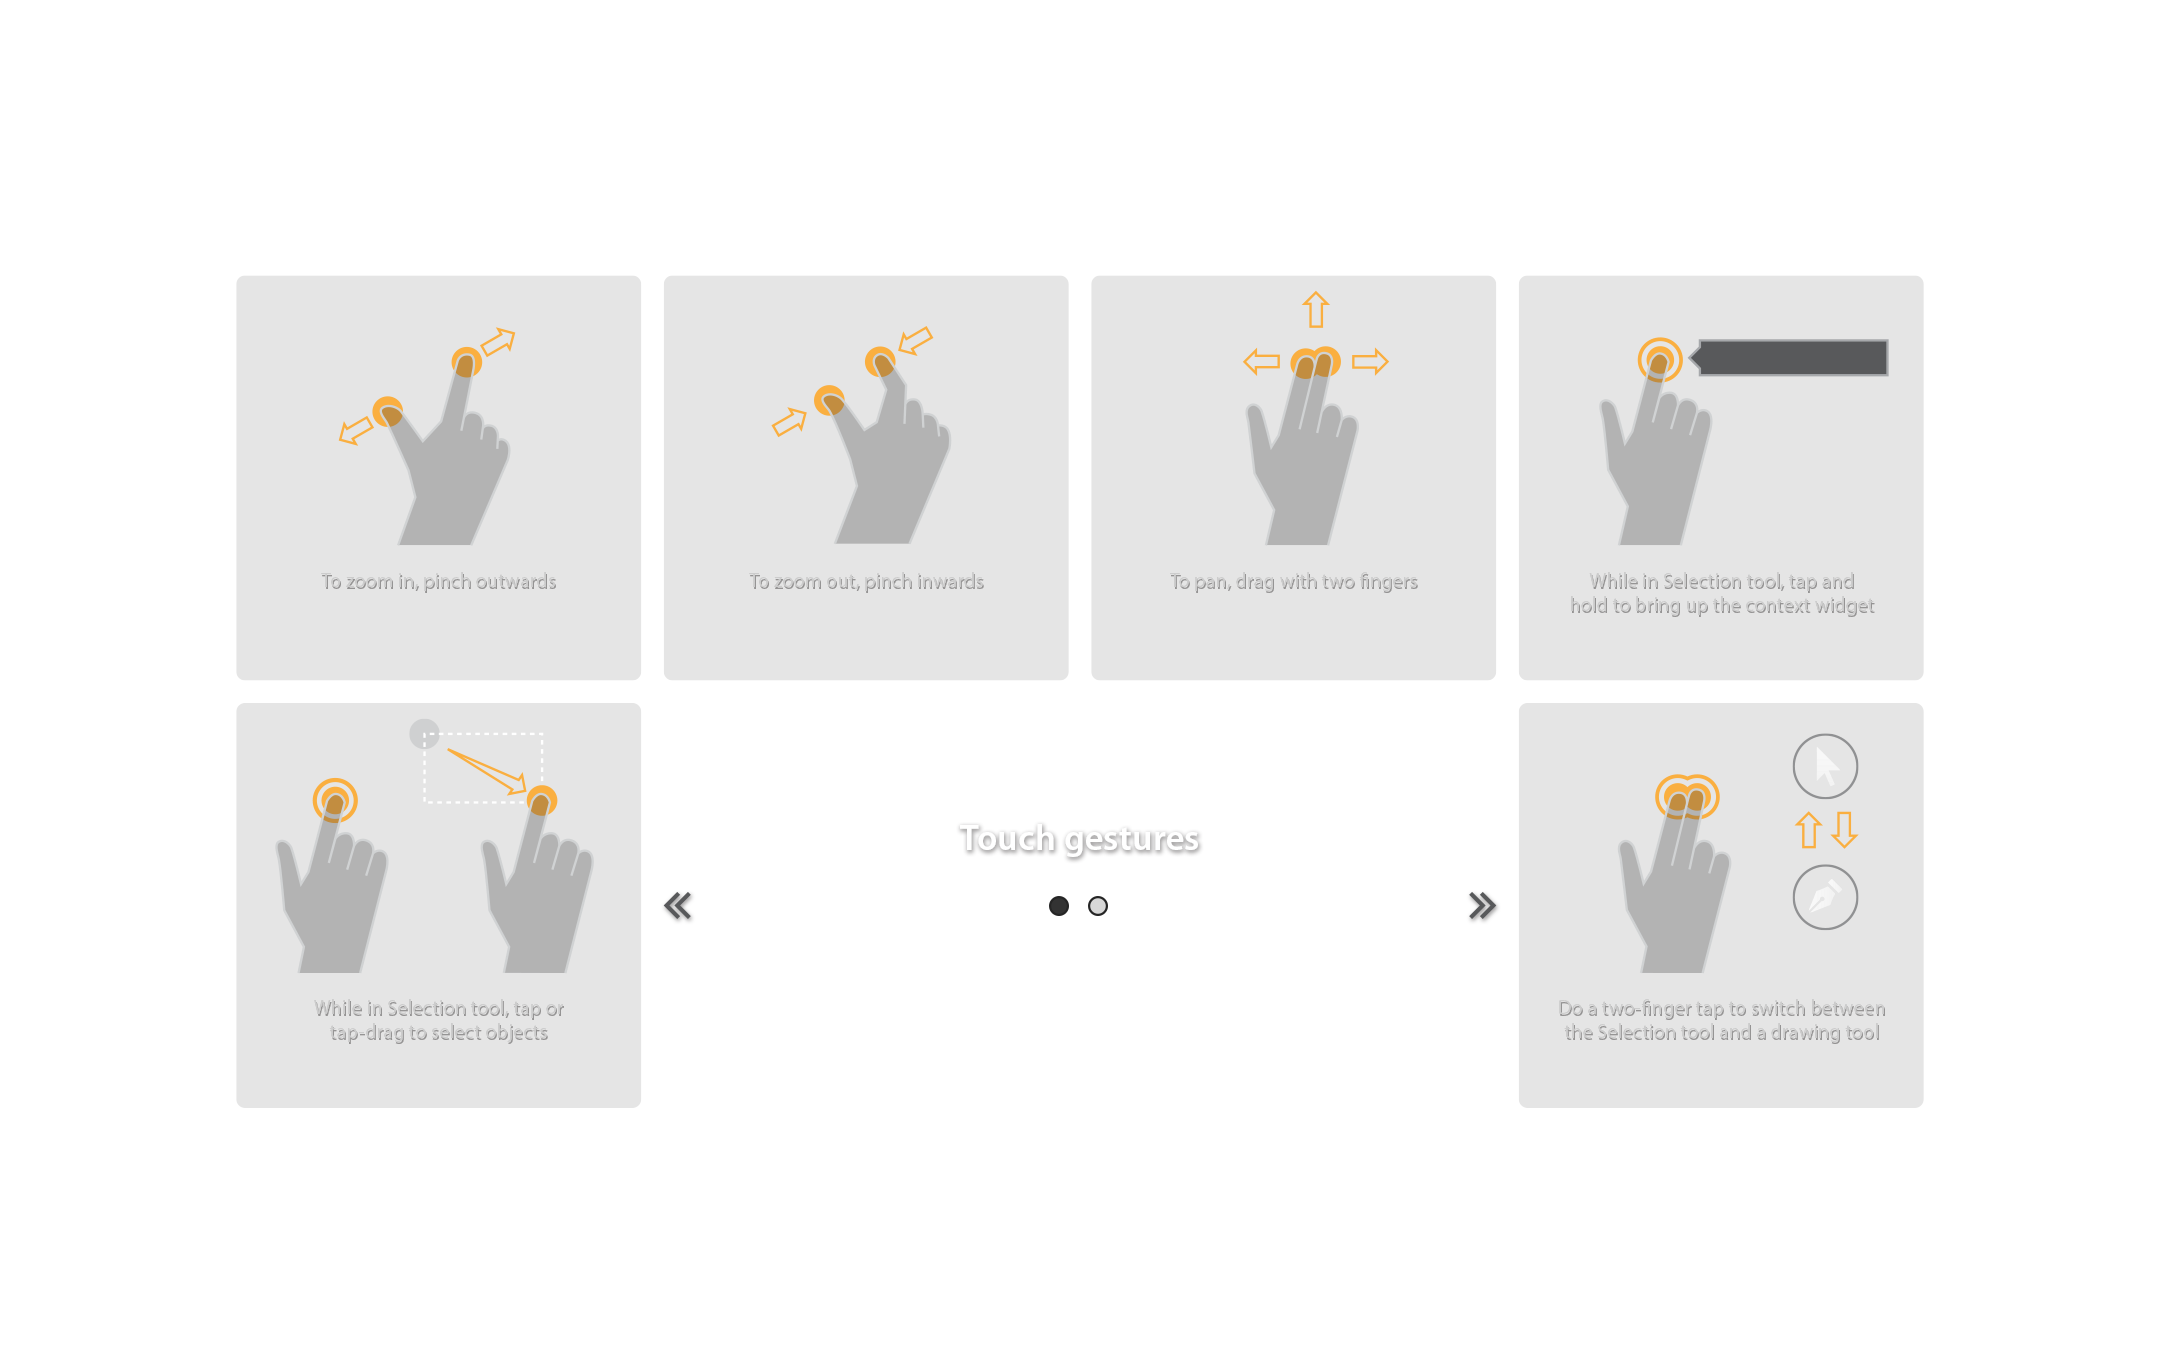 To zoom in, pinch outwards
To zoom out, pinch inwards
To pan, drag with two fingers
While in Selection tool, tap and
hold to bring up the context widget
While in Selection tool, tap or
tap-drag to select objects
Touch gestures
Do a two-finger tap to switch between
the Selection tool and a drawing tool